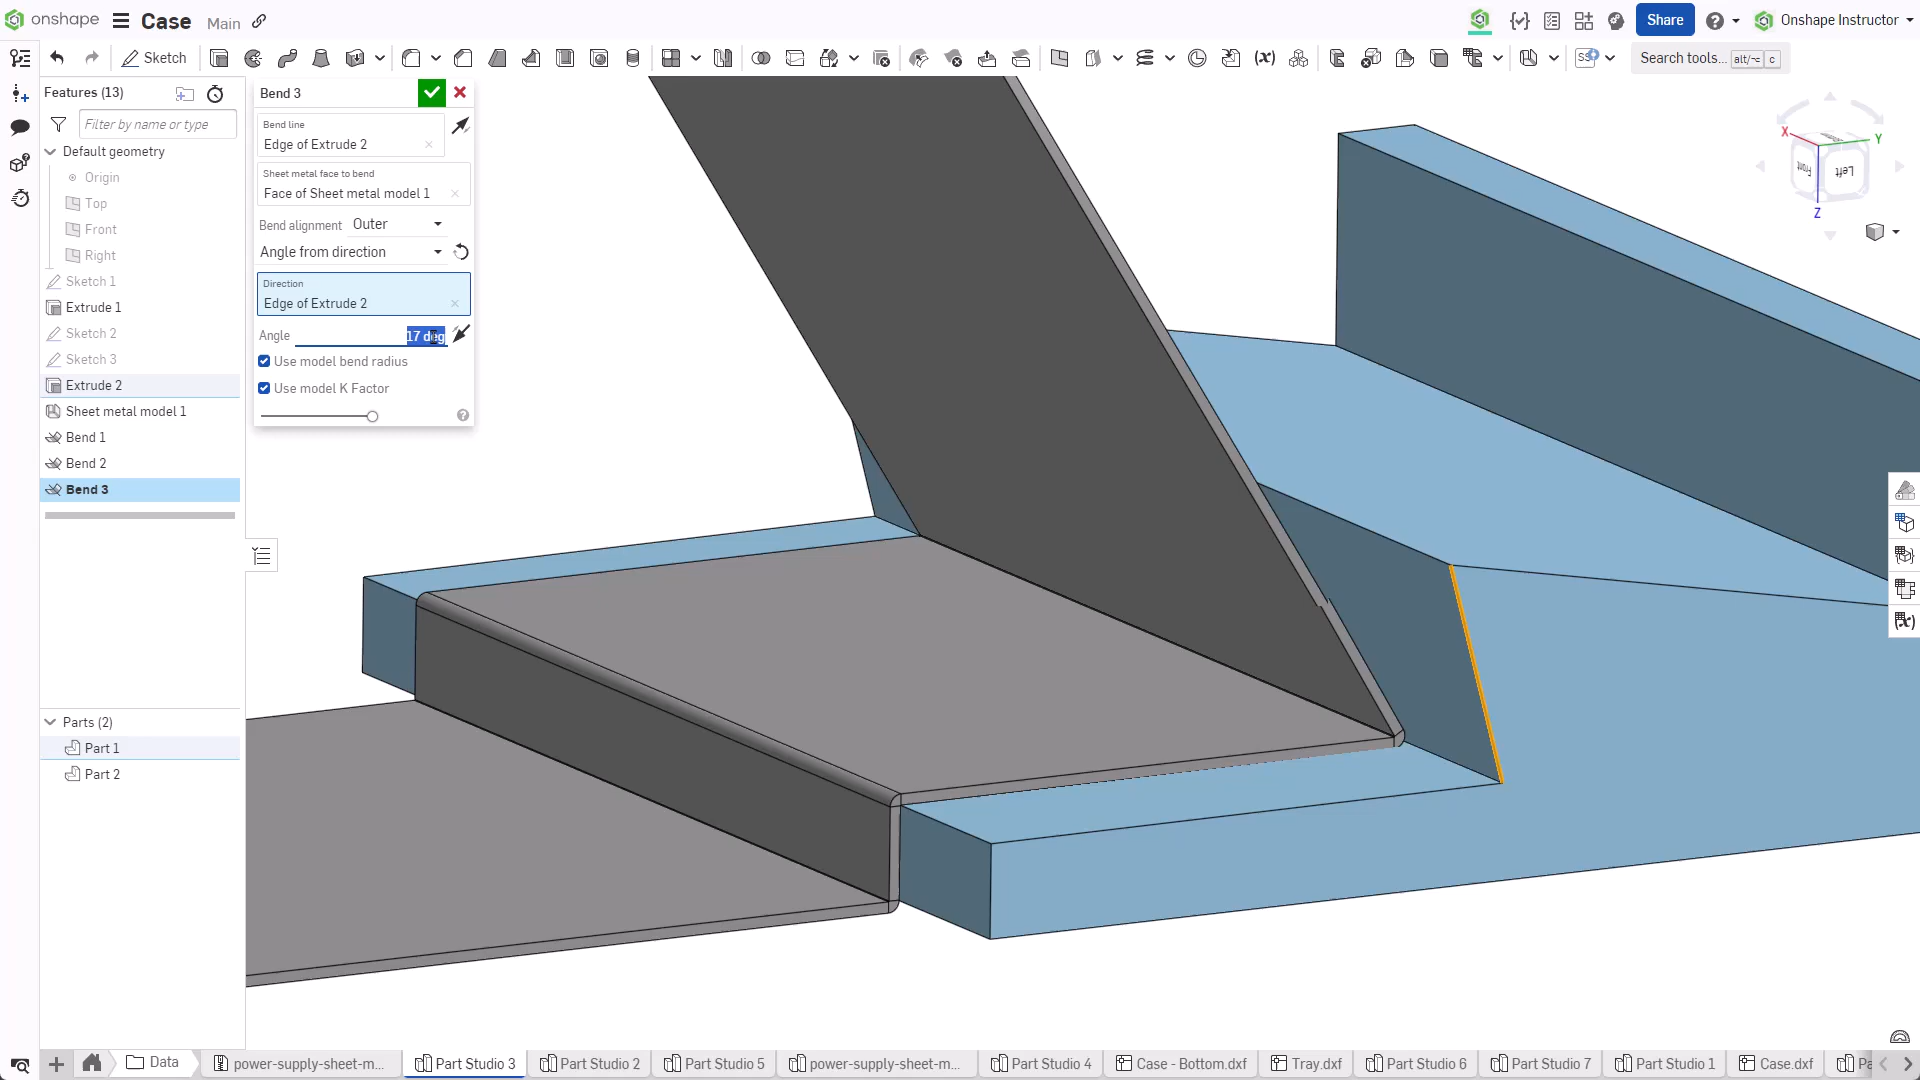 onshape
Case
Main
Share
Onshape Instructor
Sketch
(x)
Search tools...
alt/⌥
c
Features (13)
Filter by name or type
Default geometry
Origin
Top
Front
Right
Sketch 1
Extrude 1
Sketch 2
Sketch 3
Extrude 2
Sheet metal model 1
Bend 1
Bend 2
Bend 3
Parts (2)
Part 1
Part 2
Bend 3
Bend line
Edge of Extrude 2
Sheet metal face to bend
Face of Sheet metal model 1
Bend alignment
Outer
Angle from direction
Direction
Edge of Extrude 2
Angle
17 deg
Use model bend radius
Use model K Factor
X
Y
Z
Front
Left
Data
power-supply-sheet-m...
Part Studio 3
Part Studio 2
Part Studio 5
power-supply-sheet-m...
Part Studio 4
Case - Bottom.dxf
Tray.dxf
Part Studio 6
Part Studio 7
Part Studio 1
Case.dxf